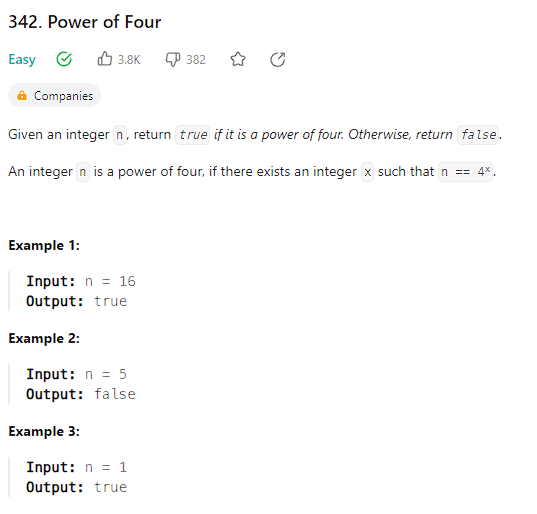 342. Power of Four
Easy 3.8K 382
Companies
Given an integer n, return true if it is a power of four. Otherwise, return false.
An integer n is a power of four, if there exists an integer x such that n == 4ˣ.
Example 1:
Input: n = 16
Output: true
Example 2:
Input: n = 5
Output: false
Example 3:
Input: n = 1
Output: true